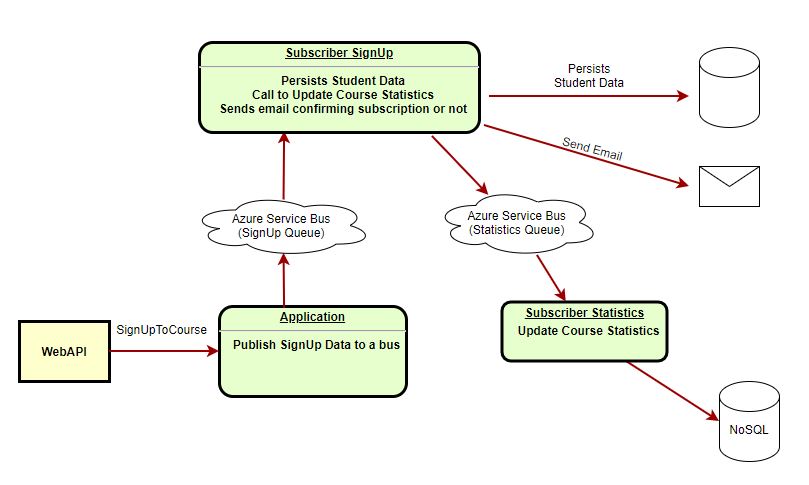 Subscriber SignUp
Persists Student Data
Call to Update Course Statistics
Sends email confirming subscription or not
Persists
Student Data
Send Email
Azure Service Bus
(SignUp Queue)
Azure Service Bus
(Statistics Queue)
Application
Publish SignUp Data to a bus
Subscriber Statistics
Update Course Statistics
SignUpToCourse
WebAPI
NoSQL